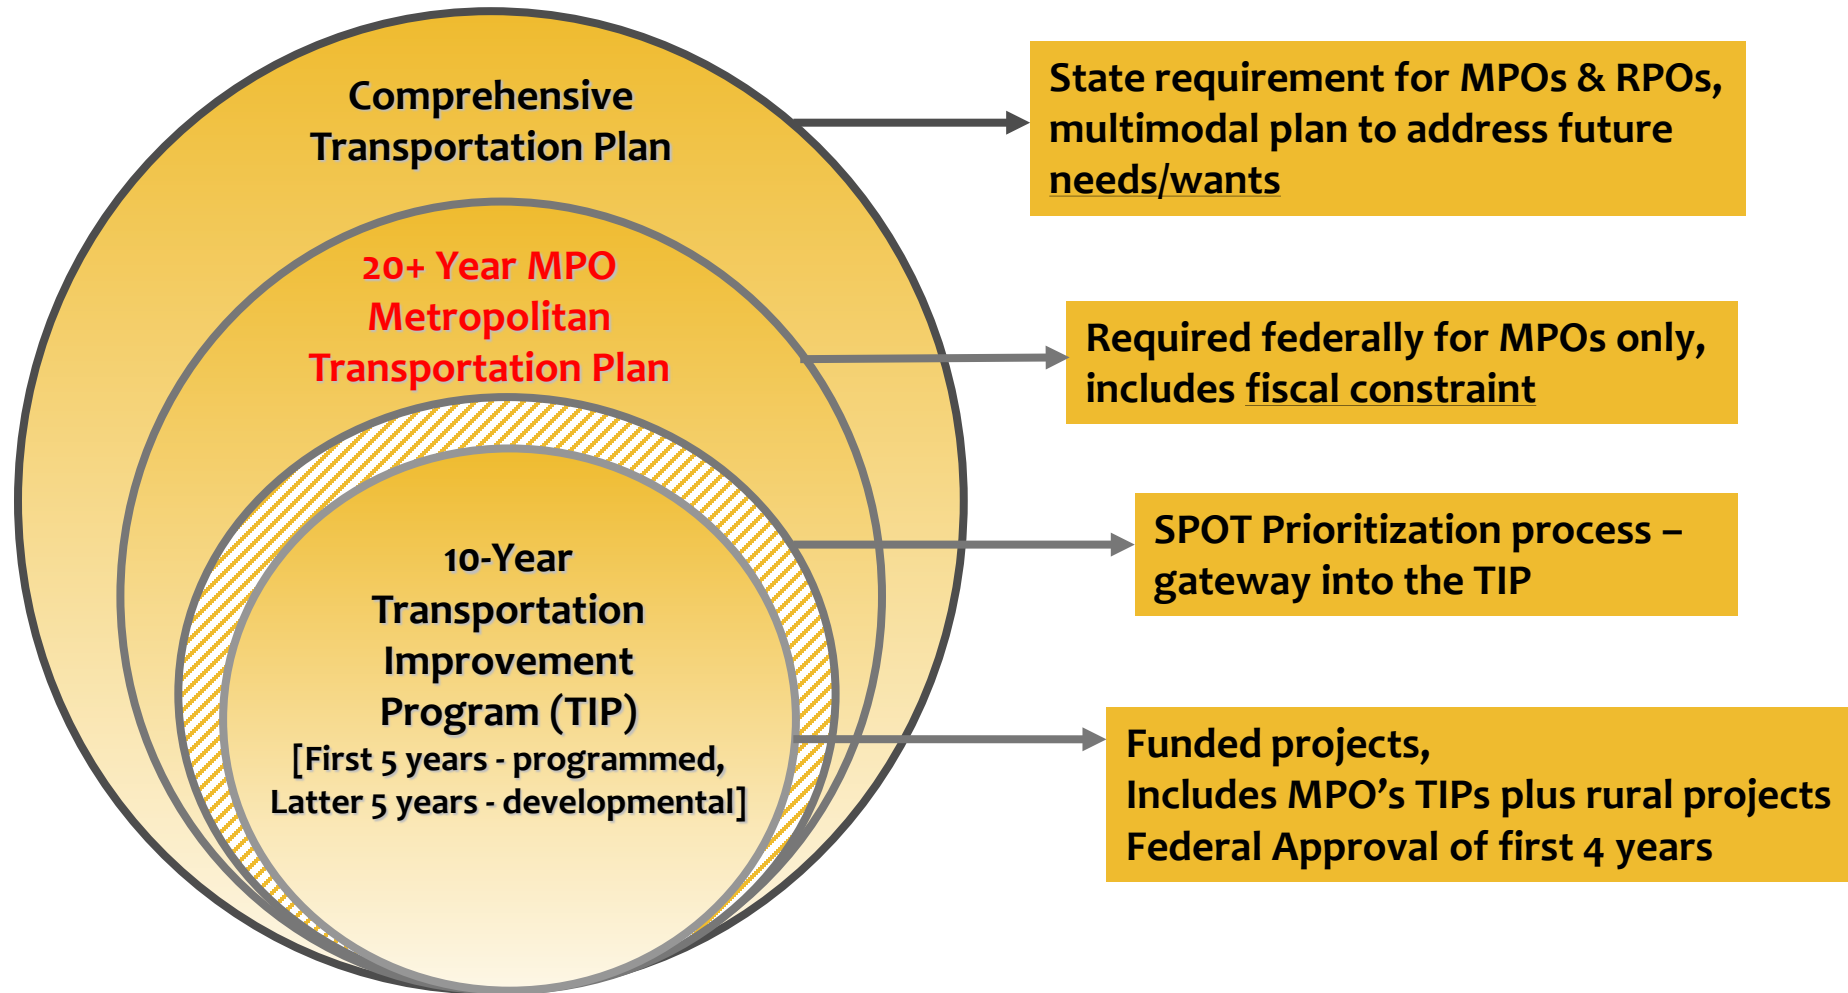 Comprehensive
Transportation Plan
State requirement for MPOs & RPOs,
multimodal plan to address future
needs/wants
20+ Year MPO
Metropolitan
Transportation Plan
Required federally for MPOs only,
includes fiscal constraint
SPOT Prioritization process –
gateway into the TIP
10-Year
Transportation
Improvement
Program (TIP)
[First 5 years - programmed,
Latter 5 years - developmental]
Funded projects,
Includes MPO’s TIPs plus rural projects
Federal Approval of first 4 years